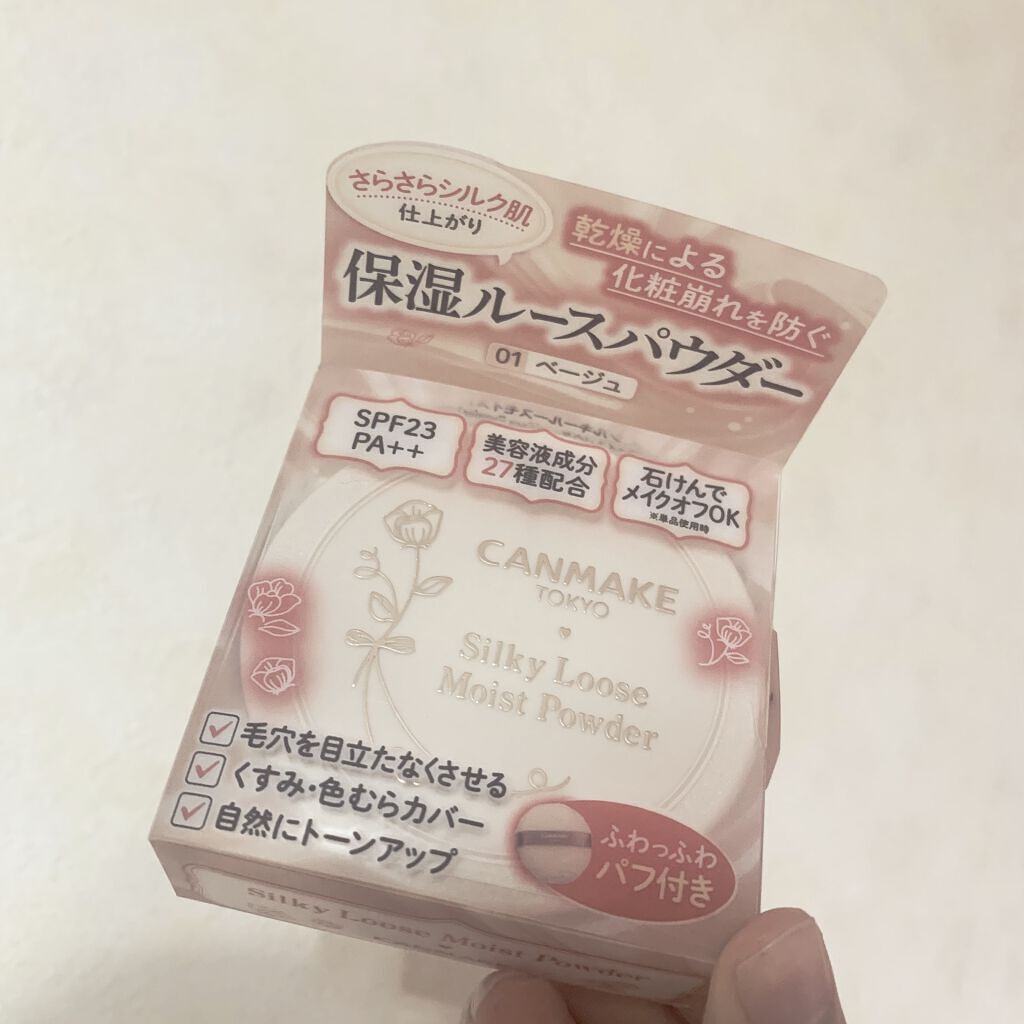 さらさらシルク肌
仕上がり
乾燥による
化粧崩れを防ぐ
保湿ルースパウダー
01 ベージュ
SPF23
PA++
美容液成分
27種配合
石けんで
メイクオフOK
※単品使用時
CANMAKE
TOKYO
Silky Loose
Moist Powder
毛穴を目立たなくさせる
くすみ・色むらカバー
自然にトーンアップ
ふわっふわ
パフ付き
Silky Loose Moist Powder